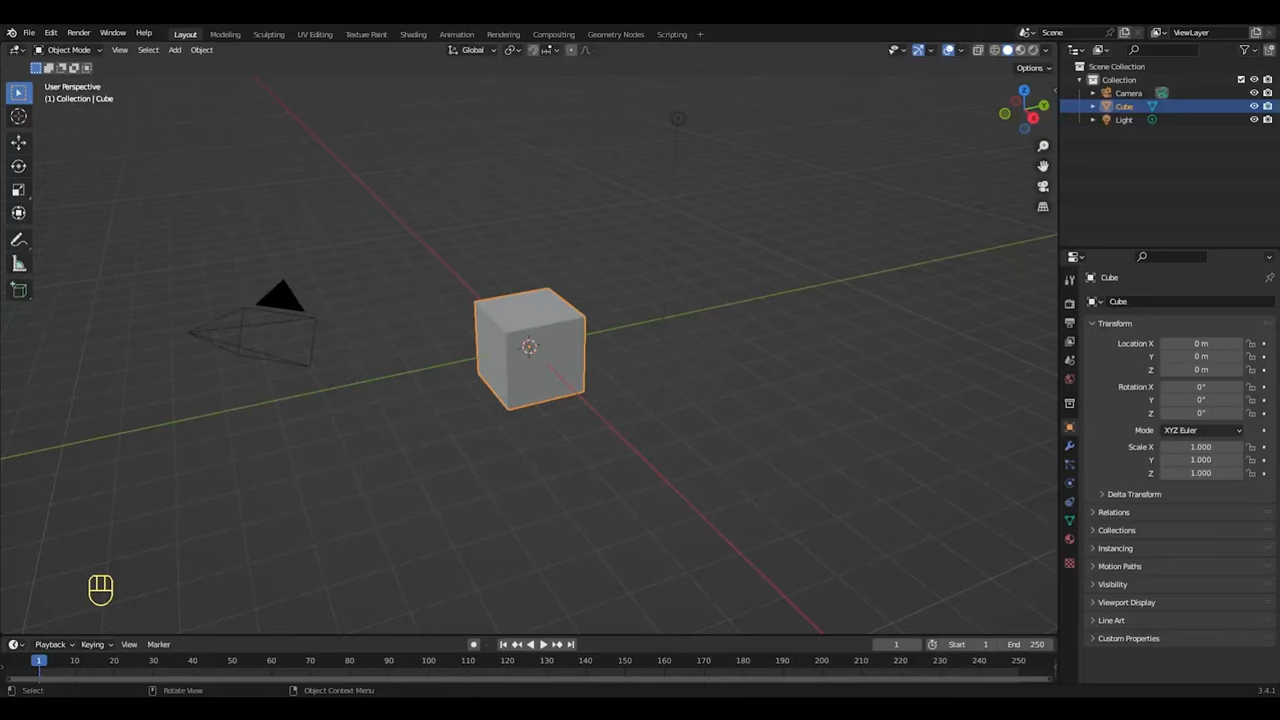 File Edit Render Window Help Layout Modeling Sculpting UV Editing Texture Paint Shading Animation Rendering Compositing Geometry Nodes Scripting + Scene ViewLayer
Object Mode View Select Add Object Global
Options
User Perspective
(1) Collection | Cube
Z
Y
X
Scene Collection
Collection
Camera
Cube
Light
Cube
Cube
Transform
Location X 0 m
Y 0 m
Z 0 m
Rotation X 0°
Y 0°
Z 0°
Mode XYZ Euler
Scale X 1.000
Y 1.000
Z 1.000
Delta Transform
Relations
Collections
Instancing
Motion Paths
Visibility
Viewport Display
Line Art
Custom Properties
Playback Keying View Marker 1 Start 1 End 250
1 10 20 30 40 50 60 70 80 90 100 110 120 130 140 150 160 170 180 190 200 210 220 230 240 250
Select Rotate View Object Context Menu 3.4.1